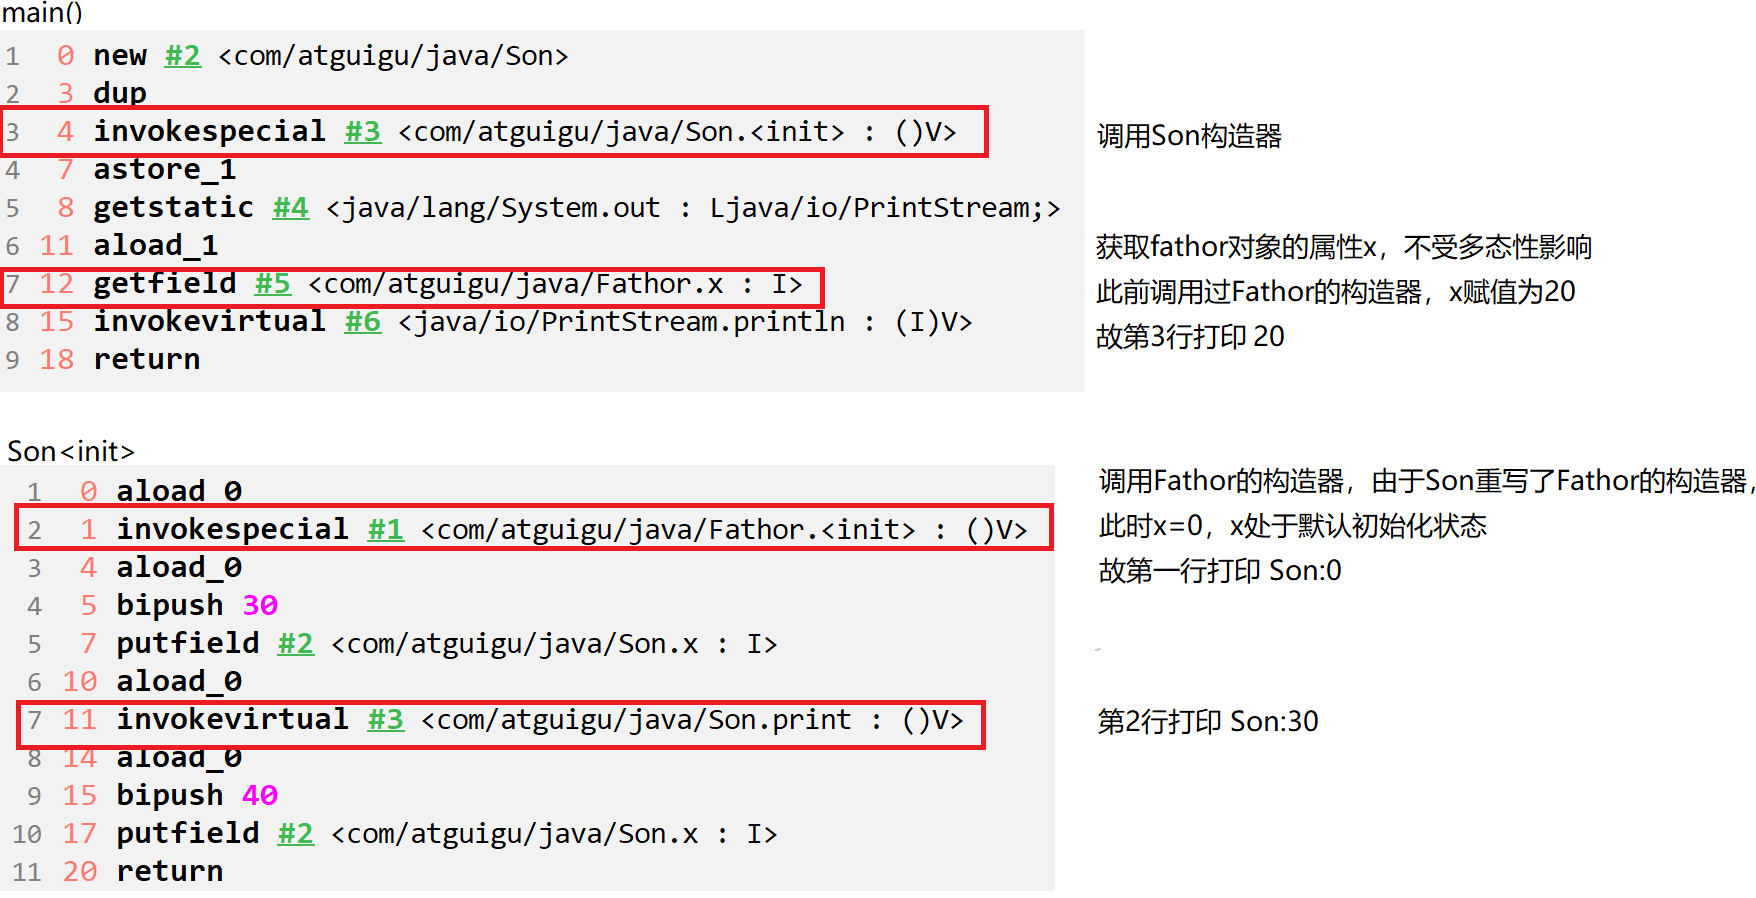 main()
1 0 new #2 <com/atguigu/java/Son>
2 3 dup
3 4 invokespecial #3 <com/atguigu/java/Son.<init> : ()V>
调用Son构造器
4 7 astore_1
5 8 getstatic #4 <java/lang/System.out : Ljava/io/PrintStream;>
6 11 aload_1
获取fathor对象的属性x，不受多态性影响
7 12 getfield #5 <com/atguigu/java/Fathor.x : I>
此前调用过Fathor的构造器，x赋值为20
8 15 invokevirtual #6 <java/io/PrintStream.println : (I)V>
故第3行打印 20
9 18 return
Son<init>
1 0 aload_0
调用Fathor的构造器，由于Son重写了Fathor的构造器，
2 1 invokespecial #1 <com/atguigu/java/Fathor.<init> : ()V>
此时x=0，x处于默认初始化状态
3 4 aload_0
故第一行打印 Son:0
4 5 bipush 30
5 7 putfield #2 <com/atguigu/java/Son.x : I>
6 10 aload_0
7 11 invokevirtual #3 <com/atguigu/java/Son.print : ()V>
第2行打印 Son:30
8 14 aload_0
9 15 bipush 40
10 17 putfield #2 <com/atguigu/java/Son.x : I>
11 20 return